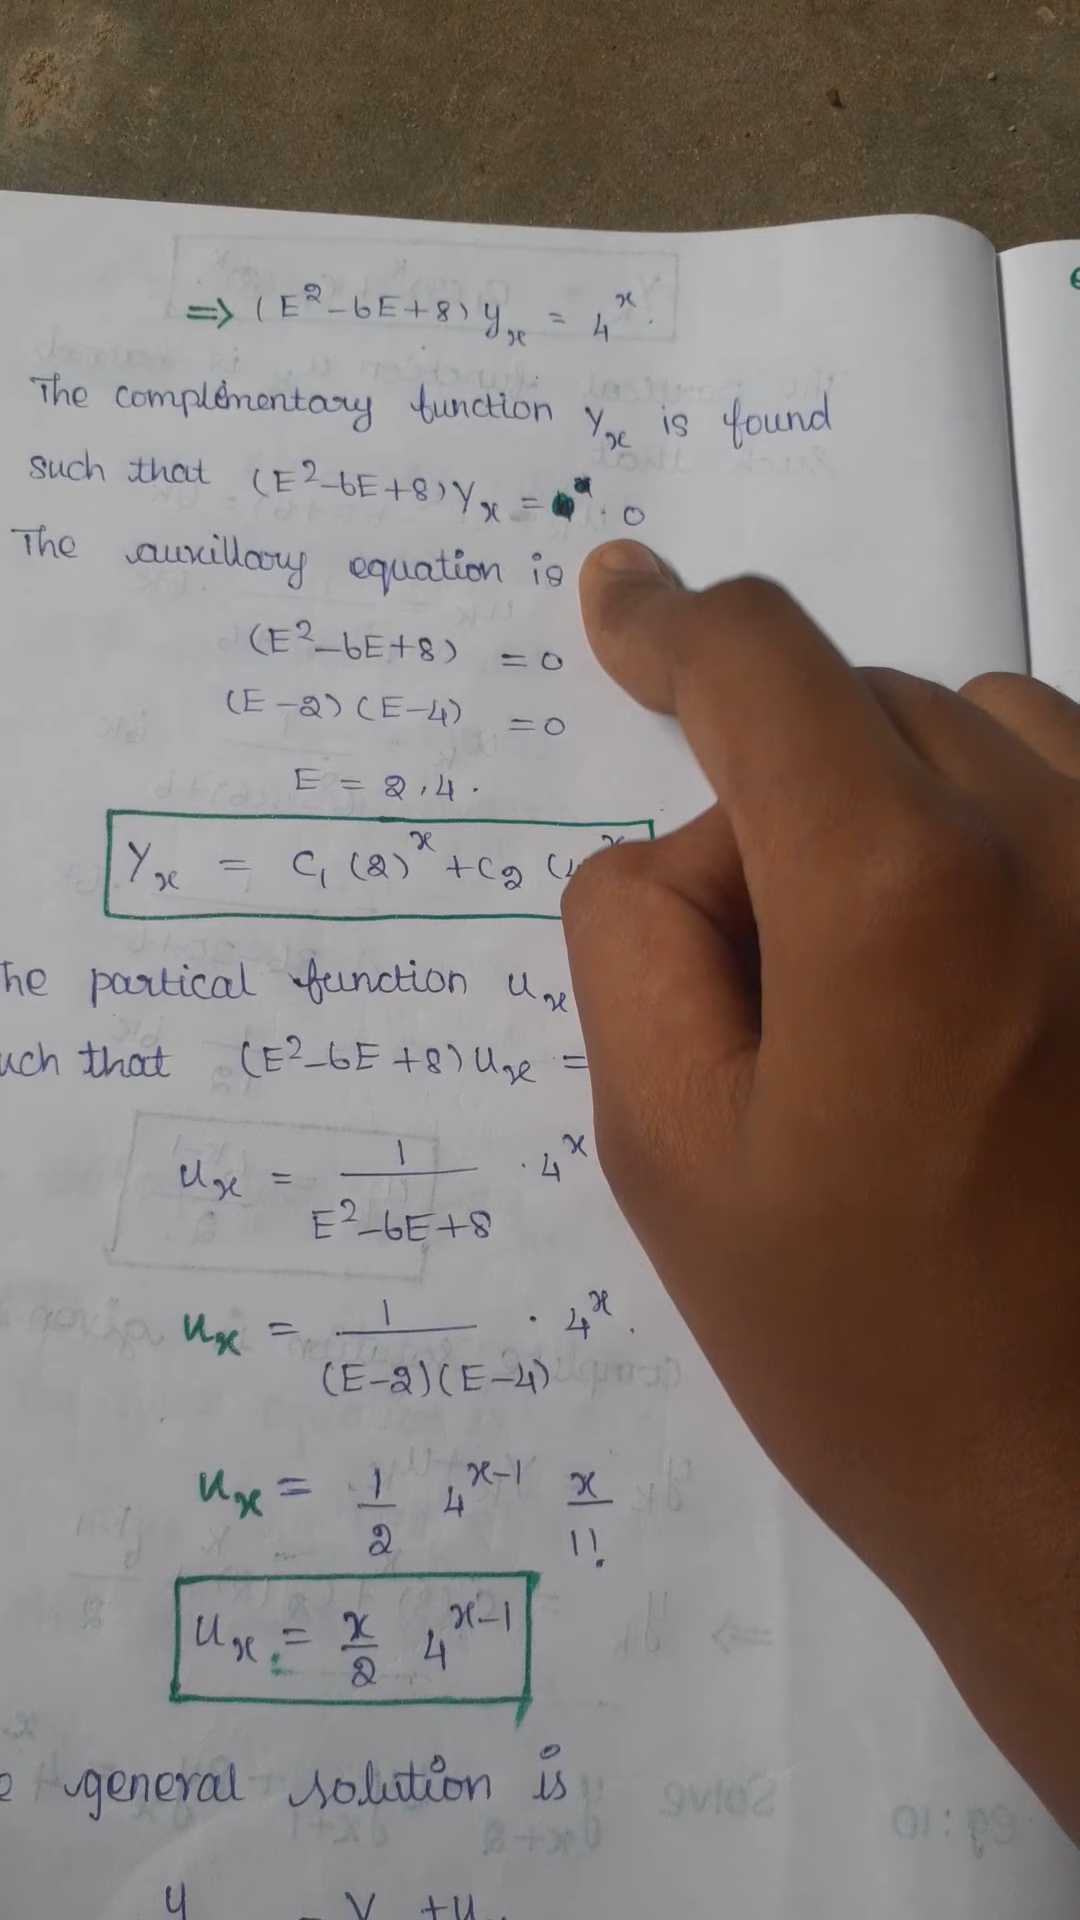 ⇒ (E²-6E+8) yₓ = 4ˣ.
The complementary function Yₓ is found
such that (E²-6E+8) Yₓ = . 0
The auxillary equation is
(E²-6E+8) = 0
(E-2) (E-4) = 0
E = 2, 4.
Yₓ = C₁ (2)ˣ + C₂ (4
he partical function uₓ
uch that (E²-6E+8) uₓ =
uₓ = 1/(E²-6E+8) . 4ˣ
uₓ = 1/((E-2)(E-4)) . 4ˣ.
uₓ = 1/2 4ˣ⁻¹ x/1!
uₓ = x/2 4ˣ⁻¹
general solution is